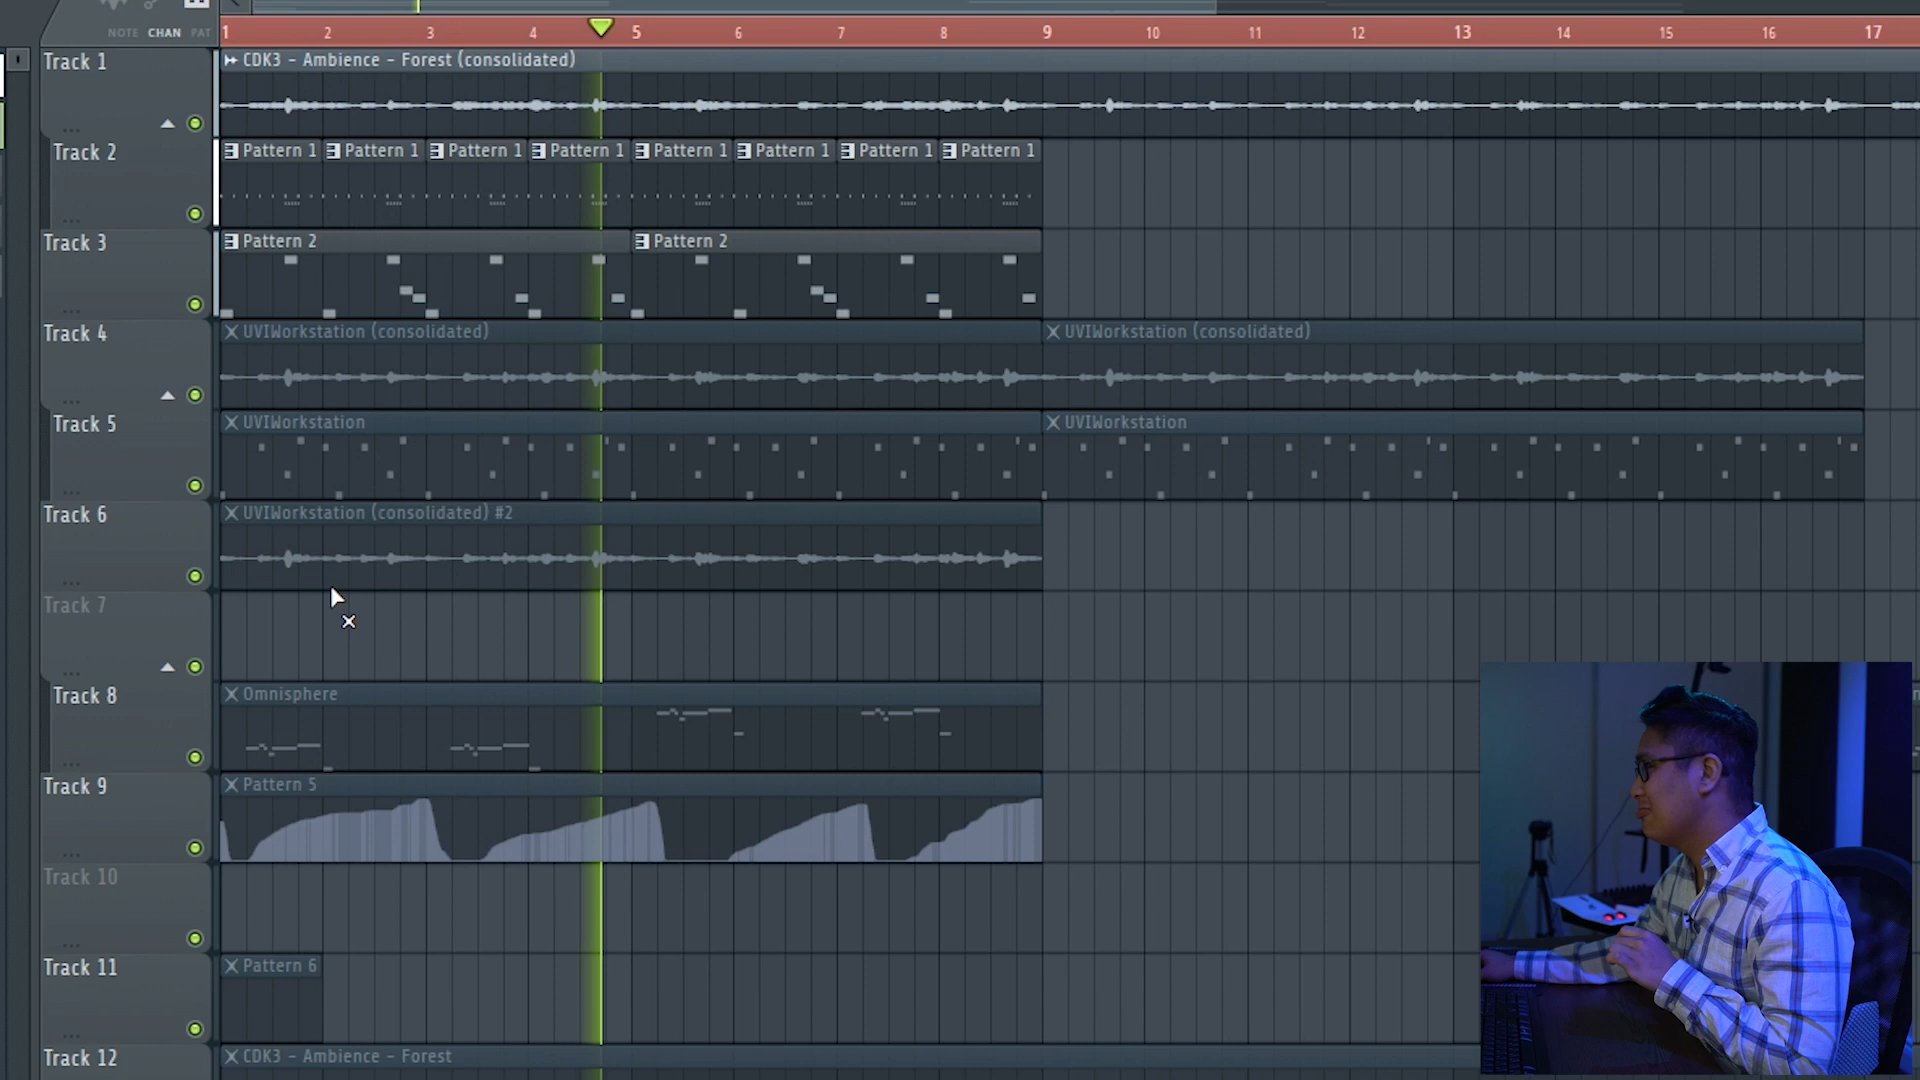 NOTE CHAN PAT
1 2 3 4 5 6 7 8 9 10 11 12 13 14 15 16 17
Track 1
CDK3 - Ambience - Forest (consolidated)
Track 2
Pattern 1 Pattern 1 Pattern 1 Pattern 1 Pattern 1 Pattern 1 Pattern 1 Pattern 1
Track 3
Pattern 2 Pattern 2
Track 4
UVIWorkstation (consolidated) UVIWorkstation (consolidated)
Track 5
UVIWorkstation UVIWorkstation
Track 6
UVIWorkstation (consolidated) #2
Track 7
Track 8
Omnisphere
Track 9
Pattern 5
Track 10
Track 11
Pattern 6
Track 12
CDK3 - Ambience - Forest